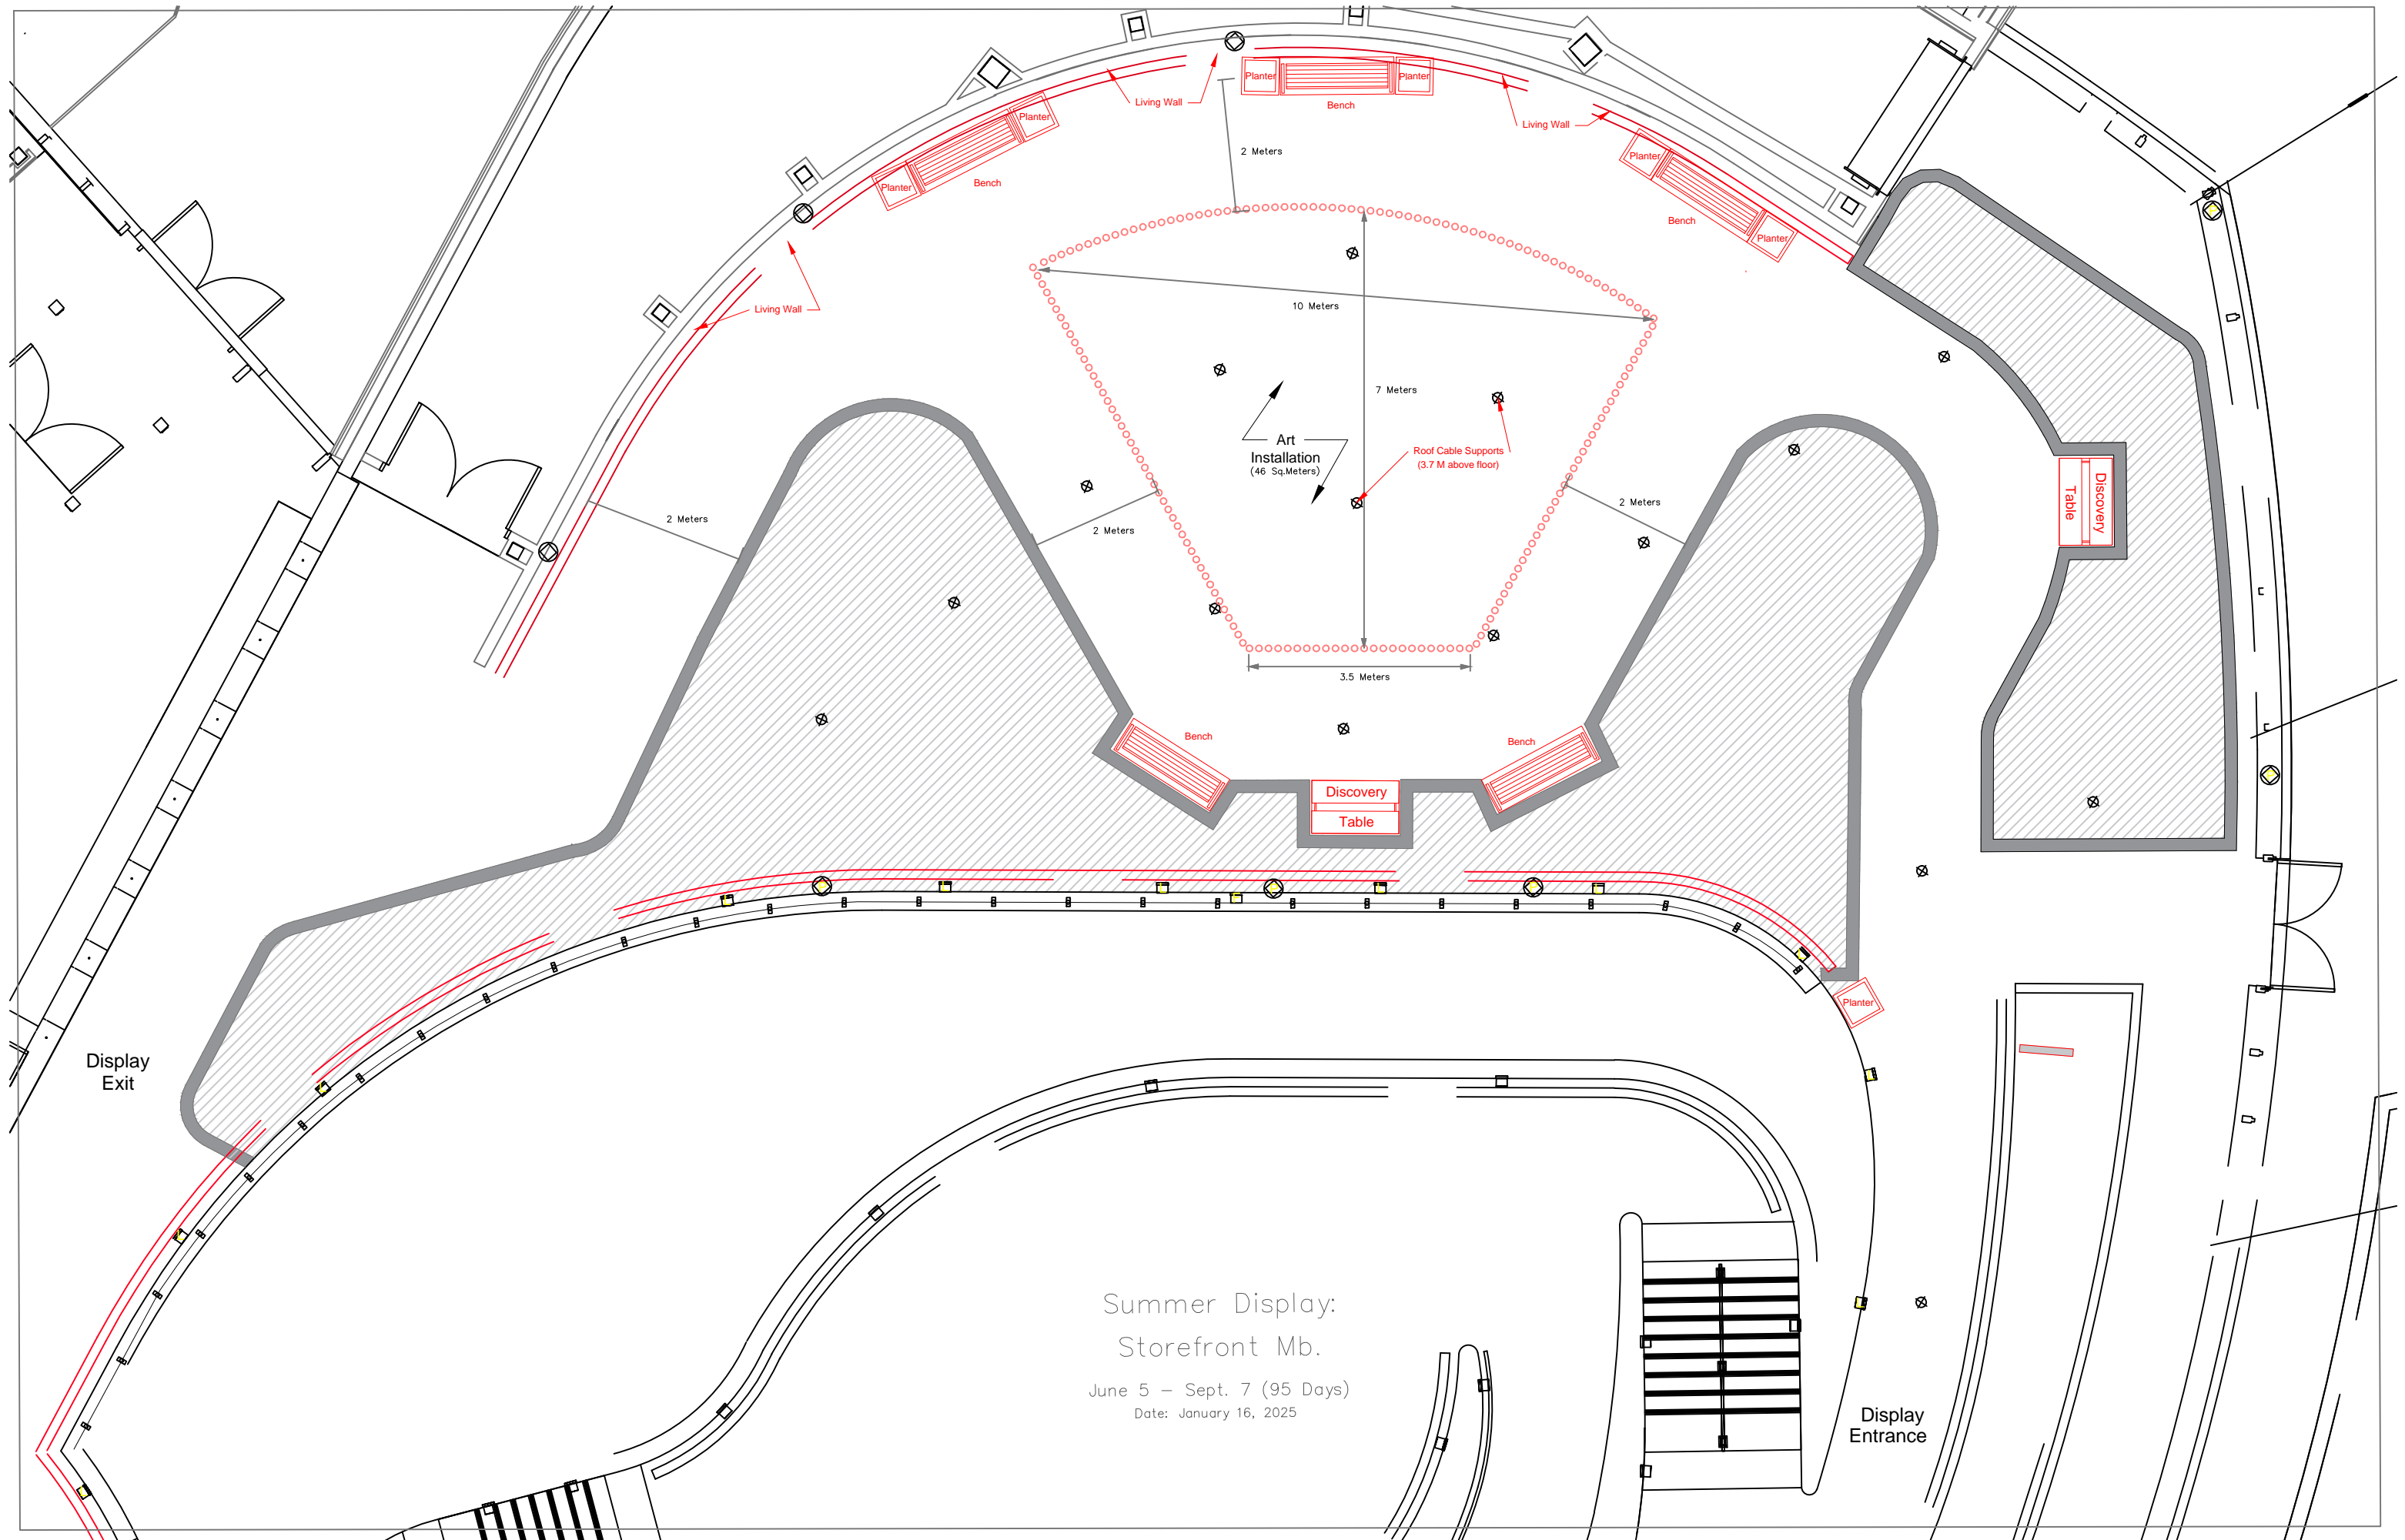 Planter
Planter
Living Wall
Bench
Planter
Living Wall
2 Meters
Planter
Planter
Bench
Bench
Planter
10 Meters
Living Wall
7 Meters
Art
Installation
(46 Sq.Meters)
Roof Cable Supports
(3.7 M above floor)
Discovery
Table
2 Meters
2 Meters
2 Meters
3.5 Meters
Bench
Bench
Discovery
Table
Planter
Display
Exit
Summer Display:
Storefront Mb.
June 5 – Sept. 7 (95 Days)
Date: January 16, 2025
Display
Entrance